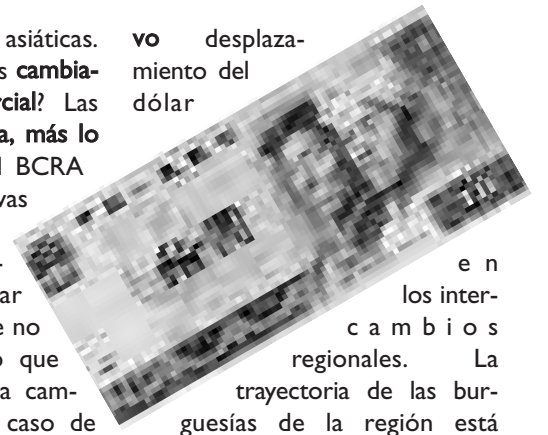 asiáticas.
s cambia-
rcial? Las
a, más lo
l BCRA
vas
-
ar
e no
o que
a cam-
caso de
vo desplaza-
miento del
dólar
en
los inter-
cambios
regionales. La
trayectoria de las bur-
guesías de la región está